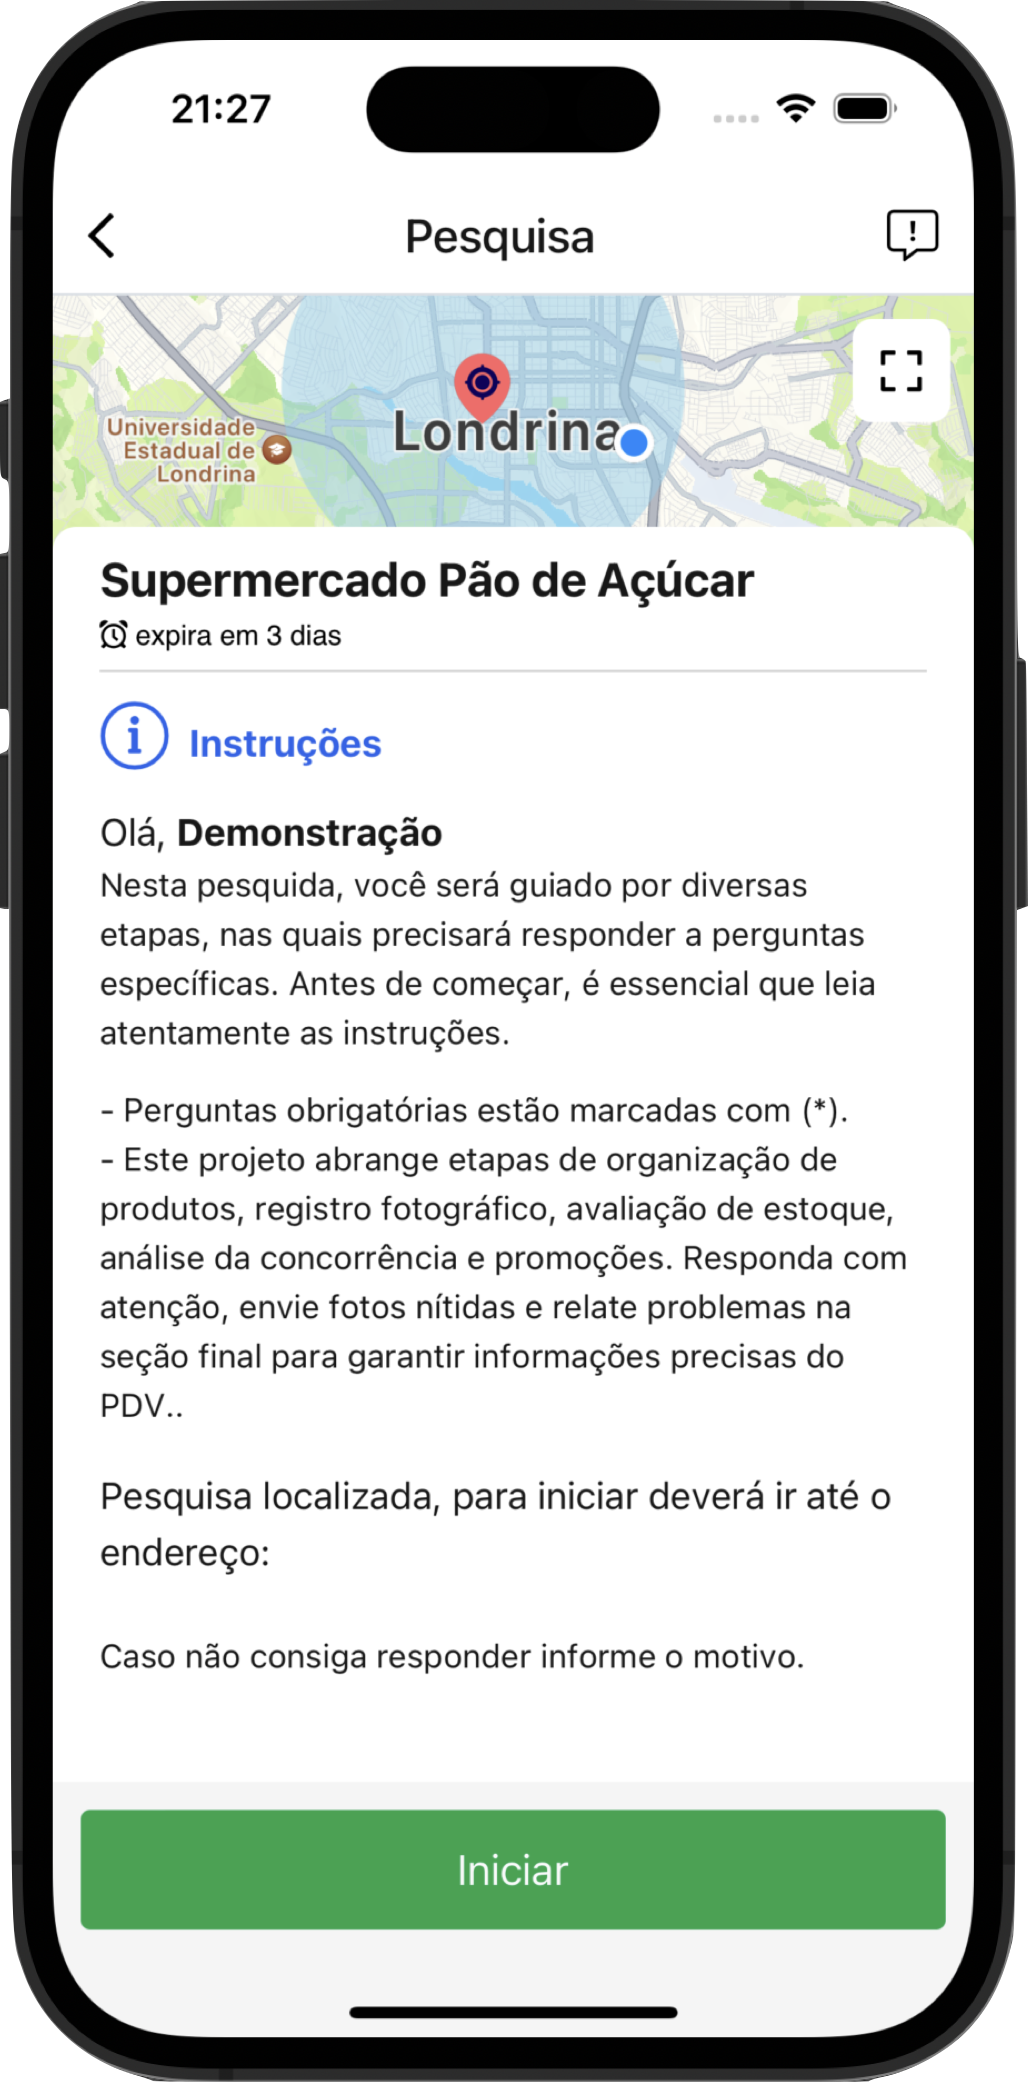 21:27
Pesquisa
Universidade
Estadual de
Londrina
Londrina
Supermercado Pão de Açúcar
expira em 3 dias
Instruções
Olá, Demonstração
Nesta pesquida, você será guiado por diversas
etapas, nas quais precisará responder a perguntas
específicas. Antes de começar, é essencial que leia
atentamente as instruções.
- Perguntas obrigatórias estão marcadas com (*).
- Este projeto abrange etapas de organização de
produtos, registro fotográfico, avaliação de estoque,
análise da concorrência e promoções. Responda com
atenção, envie fotos nítidas e relate problemas na
seção final para garantir informações precisas do
PDV..
Pesquisa localizada, para iniciar deverá ir até o
endereço:
Caso não consiga responder informe o motivo.
Iniciar